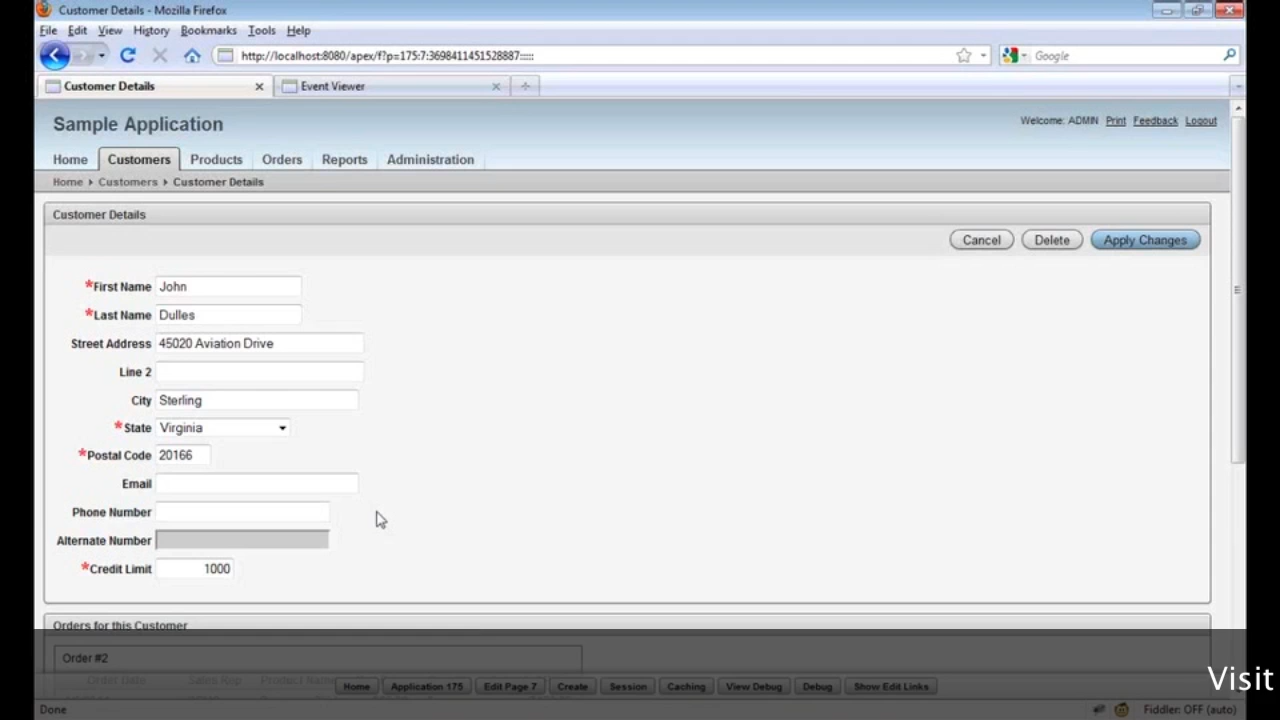 Customer Details - Mozilla Firefox
File Edit View History Bookmarks Tools Help
http://localhost:8080/apex/f?p=175:7:3698411451528887:::::
Google
Customer Details
Event Viewer
Sample Application
Welcome: ADMIN Print Feedback Logout
Home Customers Products Orders Reports Administration
Home Customers Customer Details
Customer Details
Cancel Delete Apply Changes
*First Name John
*Last Name Dulles
Street Address 45020 Aviation Drive
Line 2
City Sterling
*State Virginia
*Postal Code 20166
Email
Phone Number
Alternate Number
*Credit Limit 1000
Orders for this Customer
Order #2
Order Date Sales Rep Product Name
Home Application 175 Edit Page 7 Create Session Caching View Debug Debug Show Edit Links
Visit
Done
Fiddler: OFF (auto)